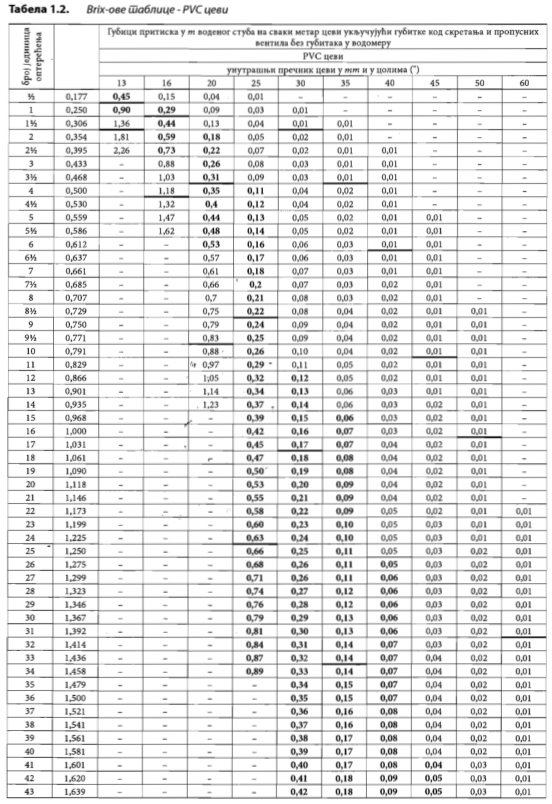 Табела 1.2. Brix-ове таблице - PVC цеви
број јединица оптерећења
Губици притиска у m воденог стуба на сваки метар цеви укључујући губитке код скретања и пропусних
вентила без губитака у водомеру
PVC цеви
унутрашњи пречник цеви у mm и у цолима (")
13 16 20 25 30 35 40 45 50 60
½ 0,177 0,45 0,15 0,04 0,01 – – – – – –
1 0,250 0,90 0,29 0,09 0,03 0,01 – – – – –
1½ 0,306 1,36 0,44 0,13 0,04 0,01 0,01 – – – –
2 0,354 1,81 0,59 0,18 0,05 0,02 0,01 – – – –
2½ 0,395 2,26 0,73 0,22 0,07 0,02 0,01 0,01 – – –
3 0,433 – 0,88 0,26 0,08 0,03 0,01 0,01 – – –
3½ 0,468 – 1,03 0,31 0,09 0,03 0,01 0,01 – – –
4 0,500 – 1,18 0,35 0,11 0,04 0,02 0,01 – – –
4½ 0,530 – 1,32 0,4 0,12 0,04 0,02 0,01 – – –
5 0,559 – 1,47 0,44 0,13 0,05 0,02 0,01 0,01 – –
5½ 0,586 – 1,62 0,48 0,14 0,05 0,02 0,01 0,01 – –
6 0,612 – – 0,53 0,16 0,06 0,03 0,01 0,01 – –
6½ 0,637 – – 0,57 0,17 0,06 0,03 0,01 0,01 – –
7 0,661 – – 0,61 0,18 0,07 0,03 0,01 0,01 – –
7½ 0,685 – – 0,66 0,2 0,07 0,03 0,02 0,01 – –
8 0,707 – – 0,7 0,21 0,08 0,03 0,02 0,01 – –
8½ 0,729 – – 0,75 0,22 0,08 0,04 0,02 0,01 0,01 –
9 0,750 – – 0,79 0,24 0,09 0,04 0,02 0,01 0,01 –
9½ 0,771 – – 0,83 0,25 0,09 0,04 0,02 0,01 0,01 –
10 0,791 – – 0,88 0,26 0,10 0,04 0,02 0,01 0,01 –
11 0,829 – – 0,97 0,29 0,11 0,05 0,02 0,01 0,01 –
12 0,866 – – 1,05 0,32 0,12 0,05 0,02 0,01 0,01 –
13 0,901 – – 1,14 0,34 0,13 0,06 0,03 0,01 0,01 –
14 0,935 – – 1,23 0,37 0,14 0,06 0,03 0,02 0,01 –
15 0,968 – – – 0,39 0,15 0,06 0,03 0,02 0,01 –
16 1,000 – – – 0,42 0,16 0,07 0,03 0,02 0,01 –
17 1,031 – – – 0,45 0,17 0,07 0,04 0,02 0,01 –
18 1,061 – – – 0,47 0,18 0,08 0,04 0,02 0,01 –
19 1,090 – – – 0,50 0,19 0,08 0,04 0,02 0,01 –
20 1,118 – – – 0,53 0,20 0,09 0,04 0,02 0,01 –
21 1,146 – – – 0,55 0,21 0,09 0,04 0,02 0,01 –
22 1,173 – – – 0,58 0,22 0,09 0,05 0,02 0,01 0,01
23 1,199 – – – 0,60 0,23 0,10 0,05 0,03 0,01 0,01
24 1,225 – – – 0,63 0,24 0,10 0,05 0,03 0,01 0,01
25 1,250 – – – 0,66 0,25 0,11 0,05 0,03 0,02 0,01
26 1,275 – – – 0,68 0,26 0,11 0,05 0,03 0,02 0,01
27 1,299 – – – 0,71 0,26 0,11 0,06 0,03 0,02 0,01
28 1,323 – – – 0,74 0,27 0,12 0,06 0,03 0,02 0,01
29 1,346 – – – 0,76 0,28 0,12 0,06 0,03 0,02 0,01
30 1,367 – – – 0,79 0,29 0,13 0,06 0,03 0,02 0,01
31 1,392 – – – 0,81 0,30 0,13 0,06 0,03 0,02 0,01
32 1,414 – – – 0,84 0,31 0,14 0,07 0,03 0,02 0,01
33 1,436 – – – 0,87 0,32 0,14 0,07 0,04 0,02 0,01
34 1,458 – – – 0,89 0,33 0,14 0,07 0,04 0,02 0,01
35 1,479 – – – – 0,34 0,15 0,07 0,04 0,02 0,01
36 1,500 – – – – 0,35 0,15 0,07 0,04 0,02 0,01
37 1,521 – – – – 0,36 0,16 0,08 0,04 0,02 0,01
38 1,541 – – – – 0,37 0,16 0,08 0,04 0,02 0,01
39 1,561 – – – – 0,38 0,17 0,08 0,04 0,02 0,01
40 1,581 – – – – 0,39 0,17 0,08 0,04 0,02 0,01
41 1,601 – – – – 0,40 0,17 0,08 0,04 0,03 0,01
42 1,620 – – – – 0,41 0,18 0,09 0,05 0,03 0,01
43 1,639 – – – – 0,42 0,18 0,09 0,05 0,03 0,01